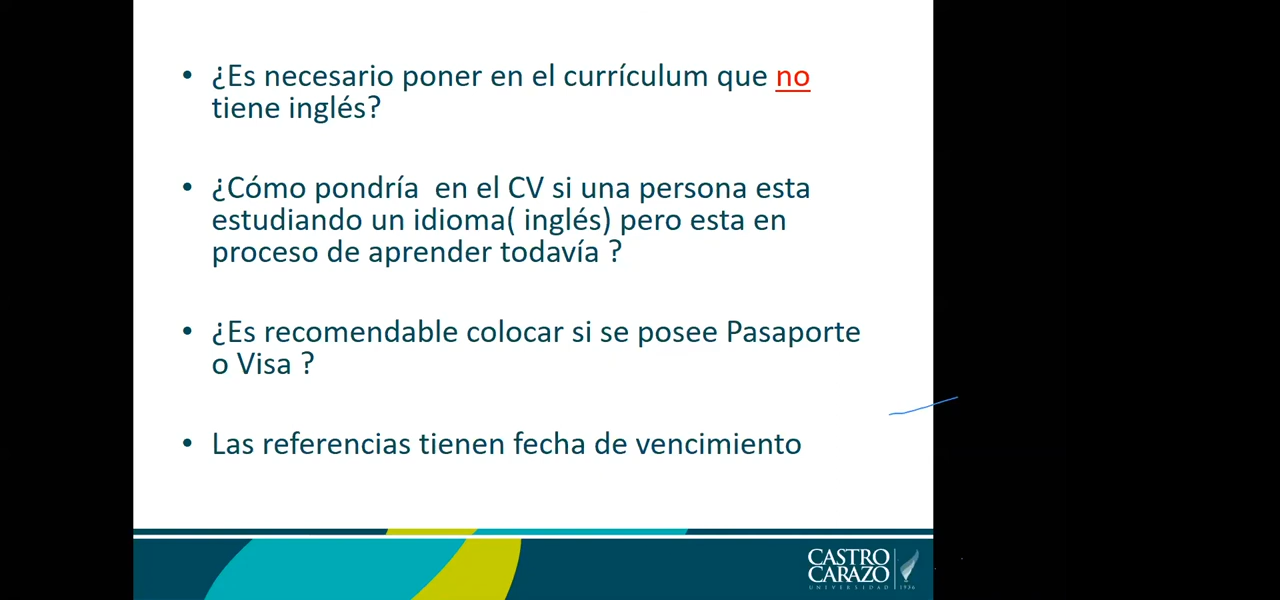 • ¿Es necesario poner en el currículum que no
tiene inglés?
• ¿Cómo pondría  en el CV si una persona esta
estudiando un idioma( inglés) pero esta en
proceso de aprender todavía ?
• ¿Es recomendable colocar si se posee Pasaporte
o Visa ?
• Las referencias tienen fecha de vencimiento
CASTRO
CARAZO
UNIVERSIDAD 1936